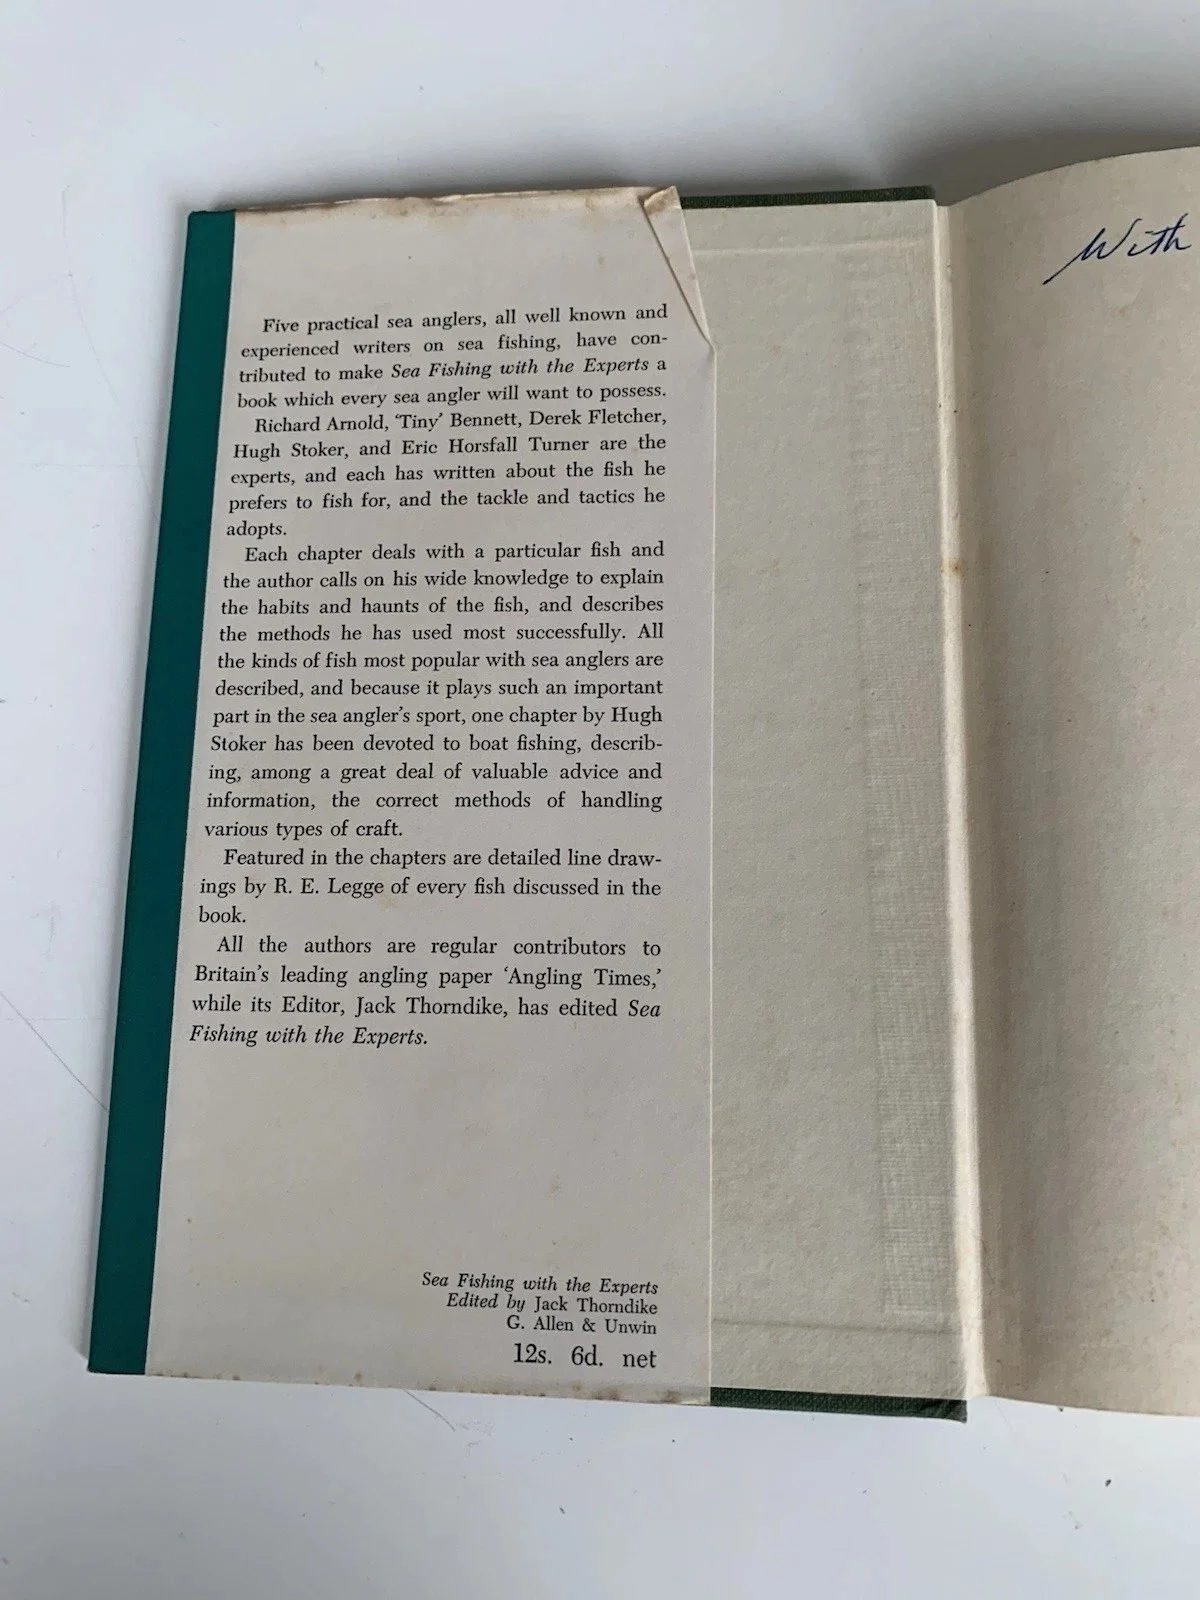 Five practical sea anglers, all well known and
experienced writers on sea fishing, have con-
tributed to make Sea Fishing with the Experts a
book which every sea angler will want to possess.
Richard Arnold, ‘Tiny’ Bennett, Derek Fletcher,
Hugh Stoker, and Eric Horsfall Turner are the
experts, and each has written about the fish he
prefers to fish for, and the tackle and tactics he
adopts.
Each chapter deals with a particular fish and
the author calls on his wide knowledge to explain
the habits and haunts of the fish, and describes
the methods he has used most successfully. All
the kinds of fish most popular with sea anglers are
described, and because it plays such an important
part in the sea angler’s sport, one chapter by Hugh
Stoker has been devoted to boat fishing, describ-
ing, among a great deal of valuable advice and
information, the correct methods of handling
various types of craft.
Featured in the chapters are detailed line draw-
ings by R. E. Legge of every fish discussed in the
book.
All the authors are regular contributors to
Britain’s leading angling paper ‘Angling Times,’
while its Editor, Jack Thorndike, has edited Sea
Fishing with the Experts.
Sea Fishing with the Experts
Edited by Jack Thorndike
G. Allen & Unwin
12s. 6d. net
With